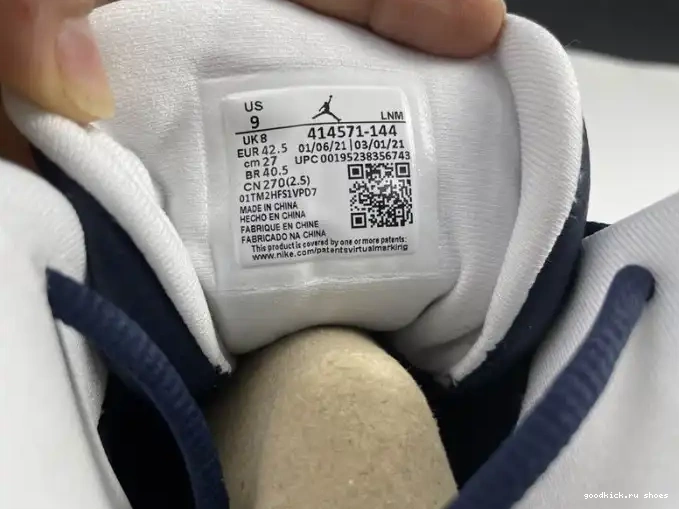 US
9
LNM
UK 8
414571-144
EUR 42.5
01/06/21 | 03/01/21
cm 27
UPC 00195238356743
BR 40.5
CN 270(2.5)
01TM2HFS1VPD7
MADE IN CHINA
HECHO EN CHINA
FABRIQUE EN CHINE
FABRICADO NA CHINA
This product is covered by one or more patents:
www.nike.com/patentsvirtualmarking
goodkick.ru shoes